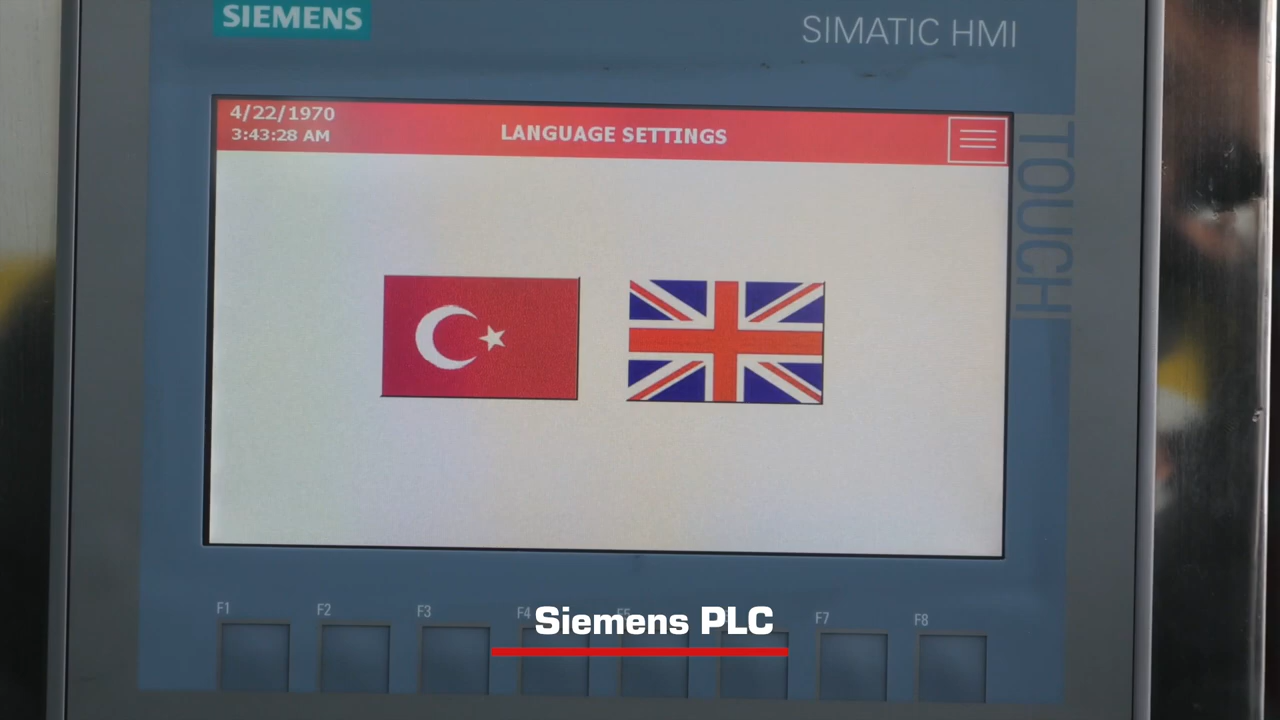 SIEMENS
SIMATIC HMI
4/22/1970
3:43:28 AM
LANGUAGE SETTINGS
TOUCH
F1
F2
F3
F4
F5
F7
F8
Siemens PLC